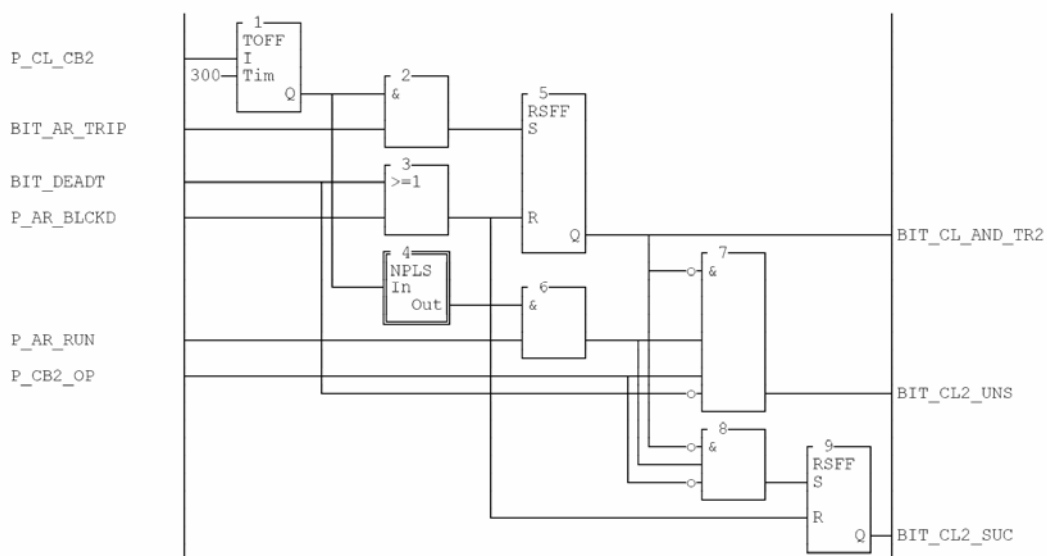 1
TOFF
P_CL_CB2
I
300
Tim
Q
2
&
5
RSFF
BIT_AR_TRIP
S
3
BIT_DEADT
>=1
P_AR_BLCKD
R
Q
BIT_CL_AND_TR2
4
NPLS
In
Out
7
&
6
&
P_AR_RUN
P_CB2_OP
BIT_CL2_UNS
8
&
9
RSFF
S
R
Q
BIT_CL2_SUC